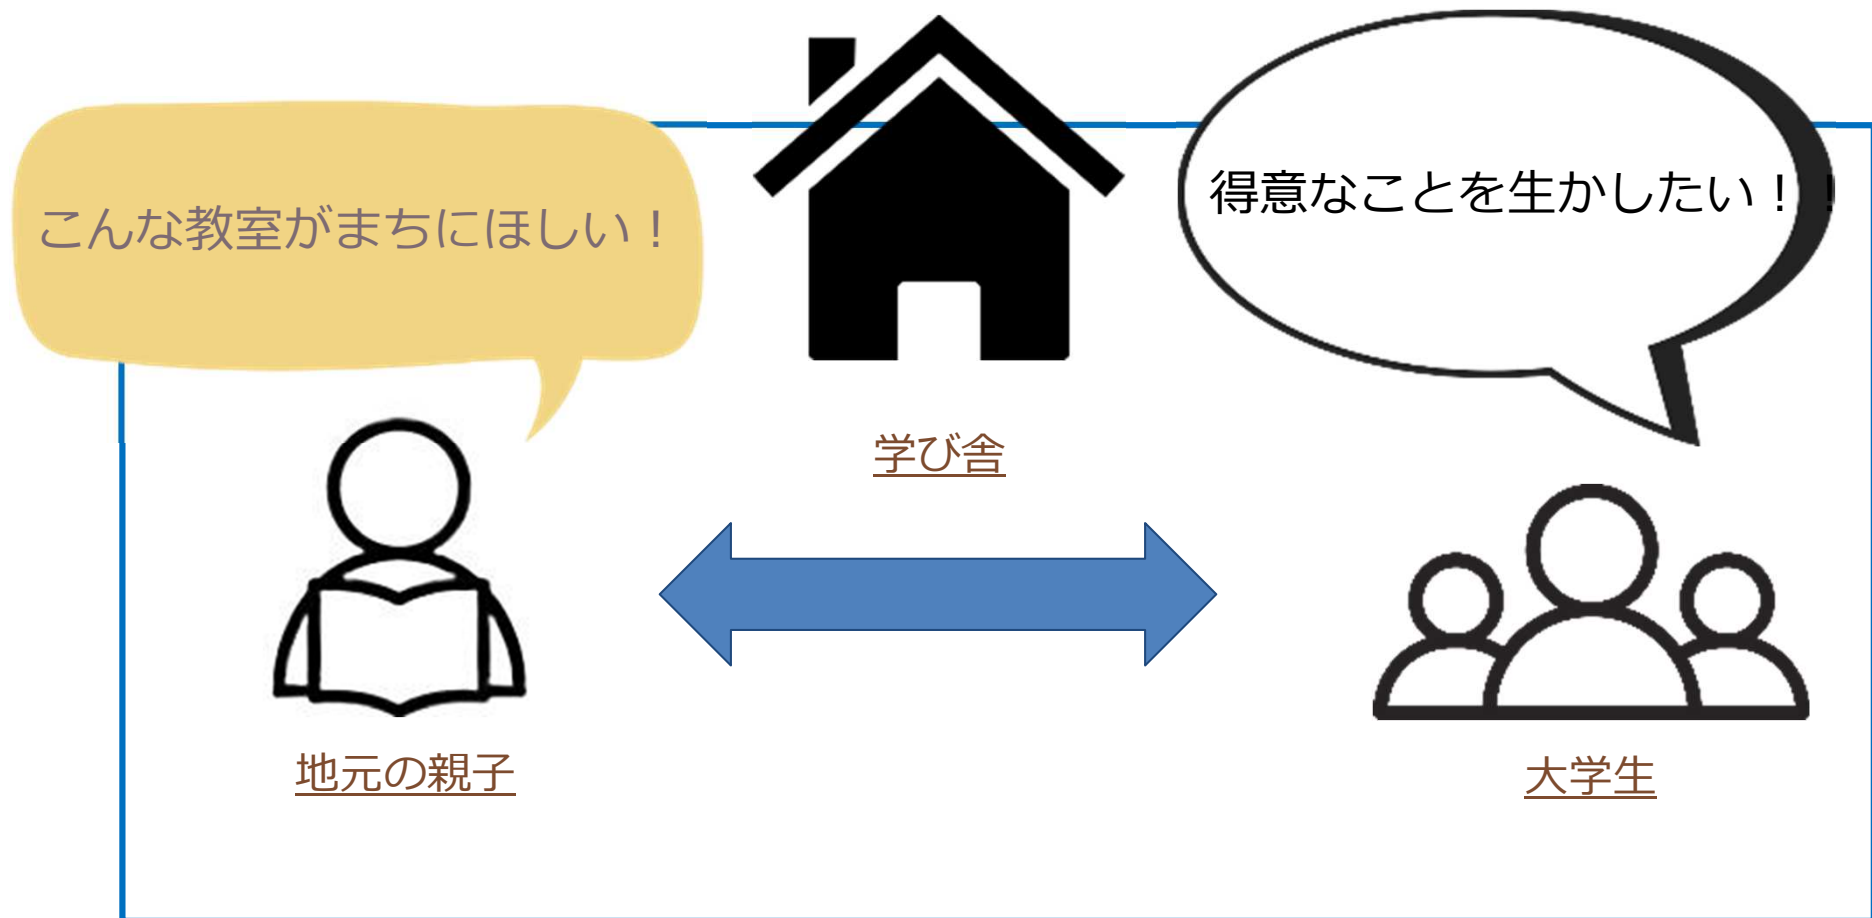 こんな教室がまちにほしい！
得意なことを生かしたい！！
学び舎
地元の親子
大学生